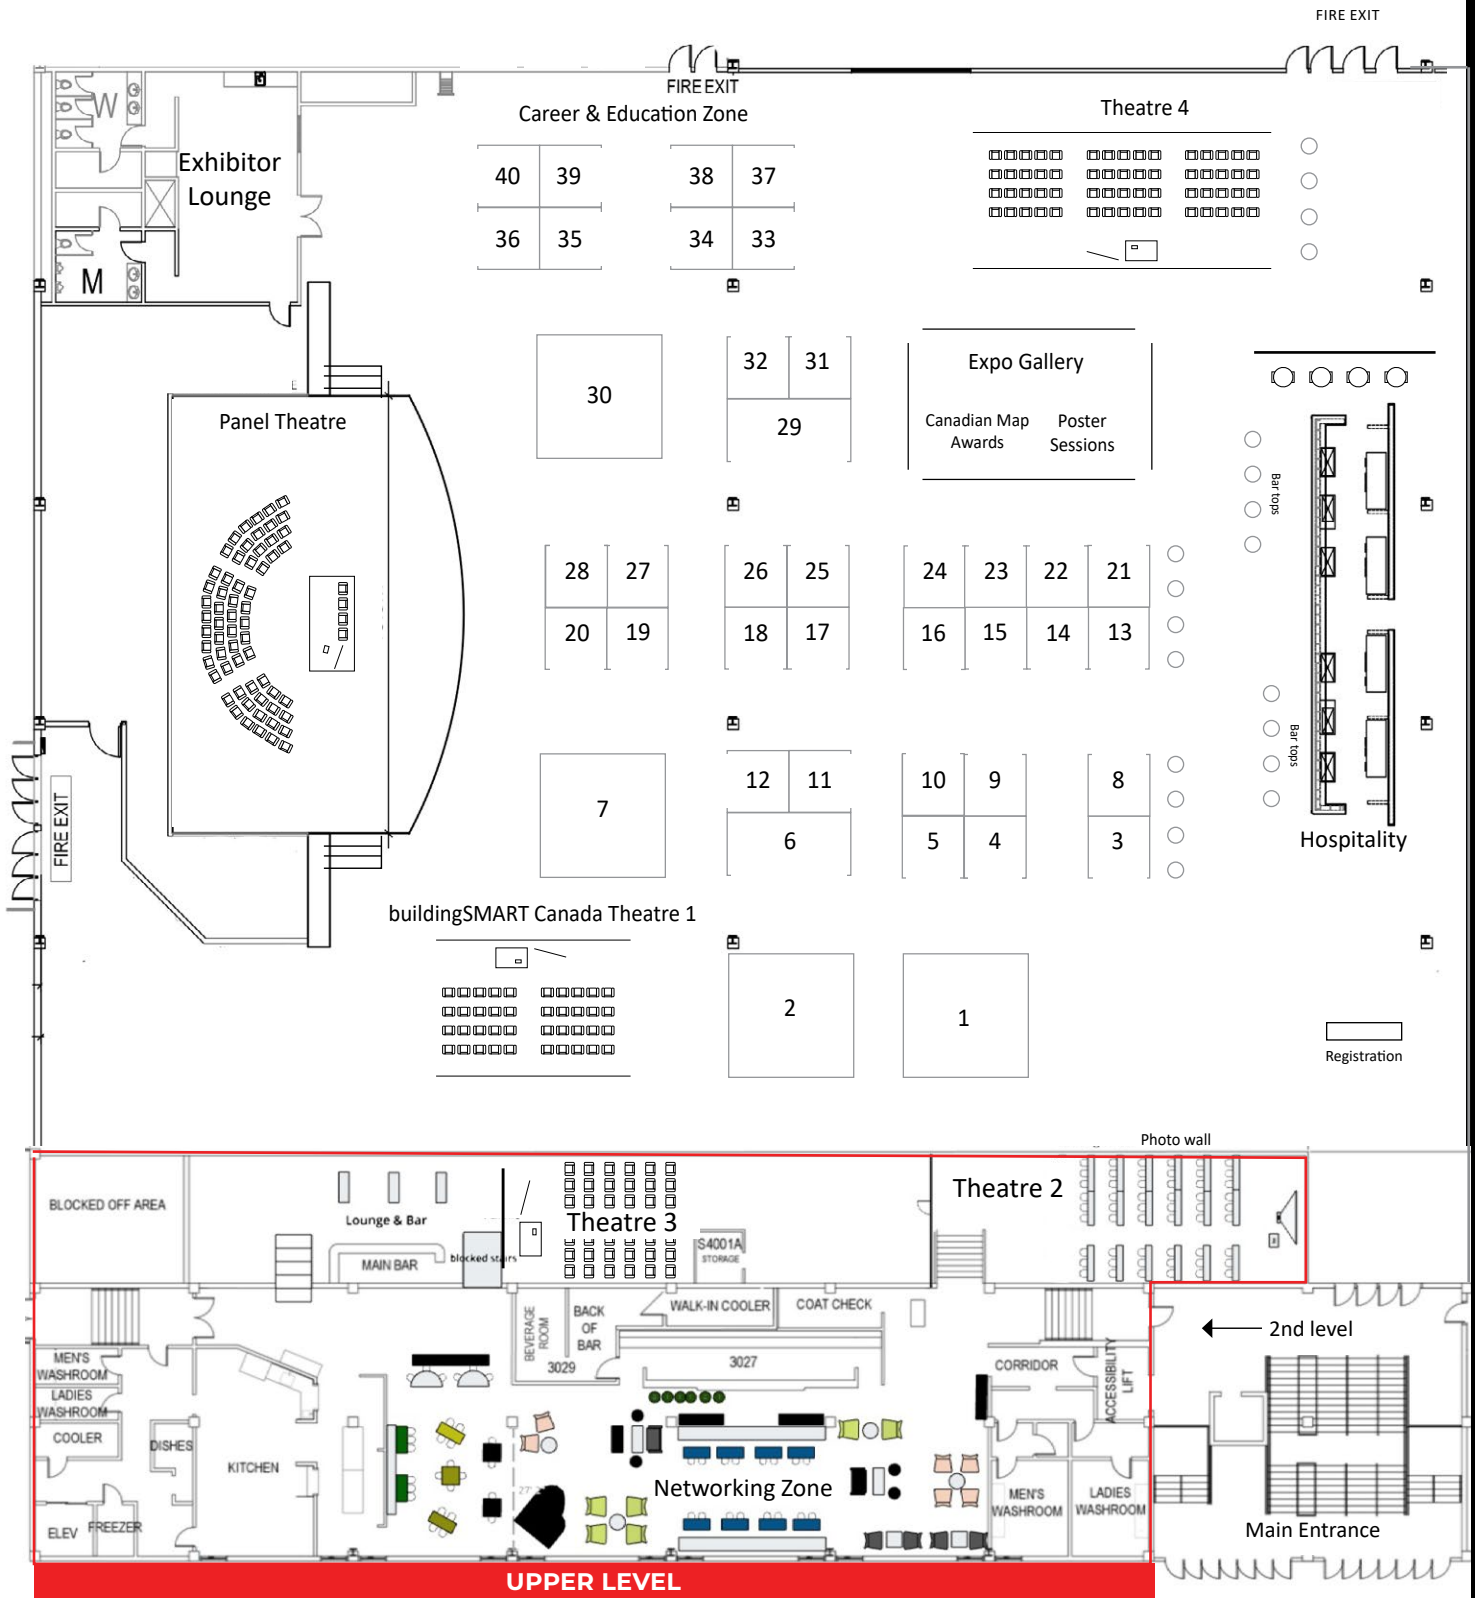 FIRE EXIT
FIRE EXIT
Career & Education Zone
Theatre 4
W
Exhibitor
Lounge
M
40 39
38 37
36 35
34 33
Panel Theatre
30
32 31
29
Expo Gallery
Canadian Map
Awards
Poster
Sessions
Bar tops
28 27
26 25
24 23 22 21
20 19
18 17
16 15 14 13
Bar tops
FIRE EXIT
7
12 11
6
10 9
8
5 4
3
Hospitality
buildingSMART Canada Theatre 1
2
1
Registration
Photo wall
BLOCKED OFF AREA
Lounge & Bar
MAIN BAR
blocked stairs
Theatre 3
S4001A
STORAGE
Theatre 2
BEVERAGE
ROOM
3029
BACK
OF
BAR
WALK-IN COOLER
COAT CHECK
3027
2nd level
MEN'S
WASHROOM
LADIES
WASHROOM
COOLER
DISHES
KITCHEN
ELEV
FREEZER
CORRIDOR
ACCESSIBILITY
LIFT
27'
Networking Zone
MEN'S
WASHROOM
LADIES
WASHROOM
Main Entrance
UPPER LEVEL